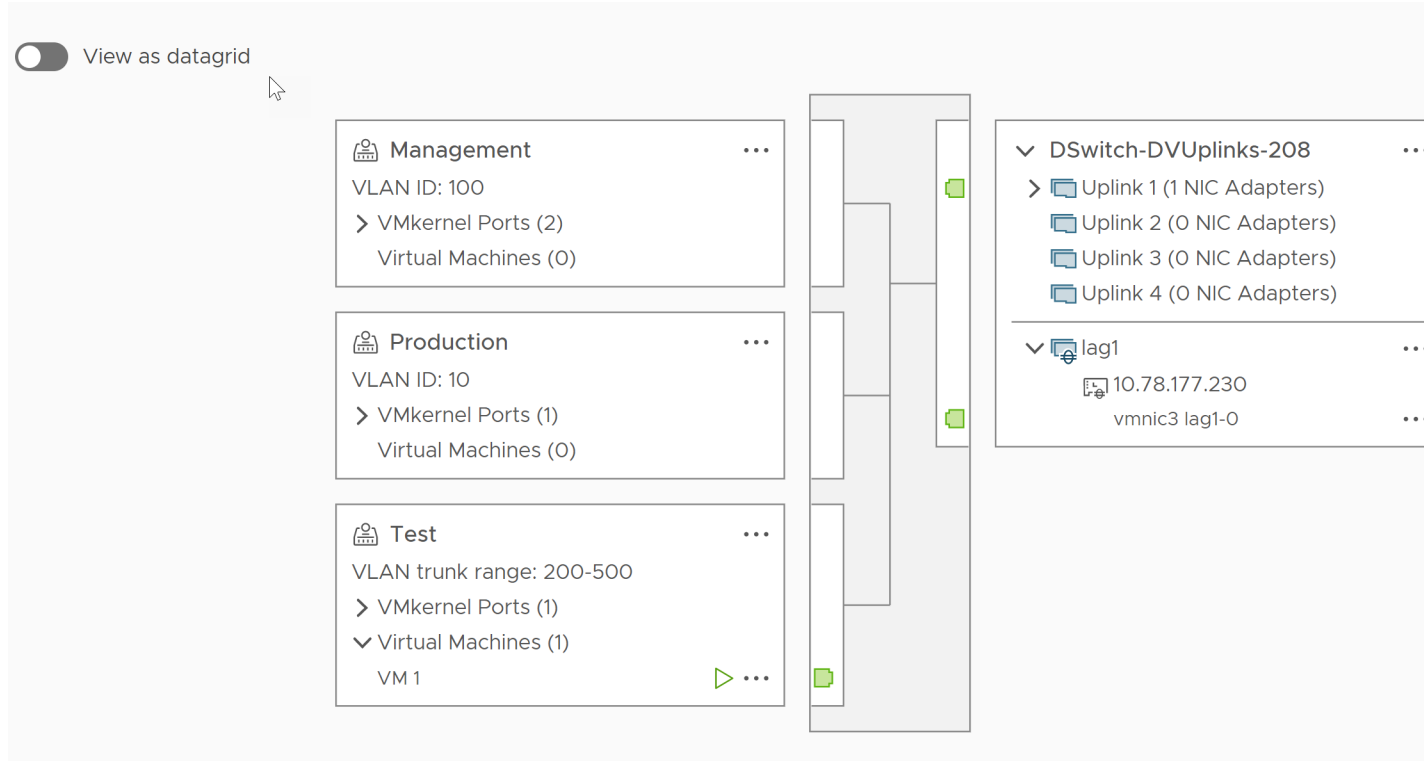 View as datagrid
Management
VLAN ID: 100
VMkernel Ports (2)
Virtual Machines (0)
Production
VLAN ID: 10
VMkernel Ports (1)
Virtual Machines (0)
Test
VLAN trunk range: 200-500
VMkernel Ports (1)
Virtual Machines (1)
VM 1
DSwitch-DVUplinks-208
Uplink 1 (1 NIC Adapters)
Uplink 2 (0 NIC Adapters)
Uplink 3 (0 NIC Adapters)
Uplink 4 (0 NIC Adapters)
lag1
10.78.177.230
vmnic3 lag1-0